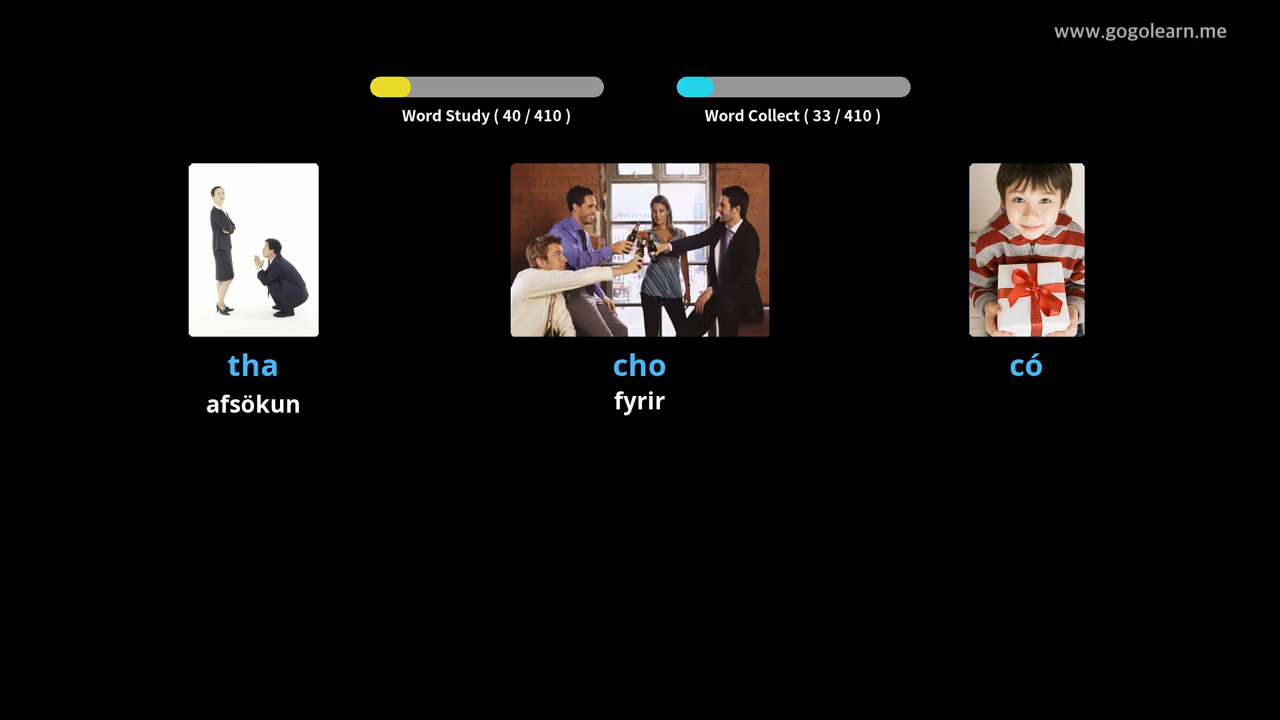 www.gogolearn.me
Word Study ( 40 / 410 )
Word Collect ( 33 / 410 )
tha
cho
có
afsökun
fyrir